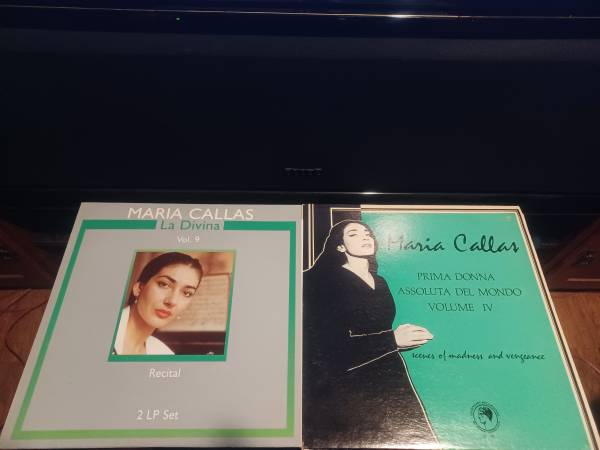 MARIA CALLAS
La Divina
Vol. 9
Recital
2 LP Set
Maria Callas
PRIMA DONNA
ASSOLUTA DEL MONDO
VOLUME IV
scenes of madness and vengeance